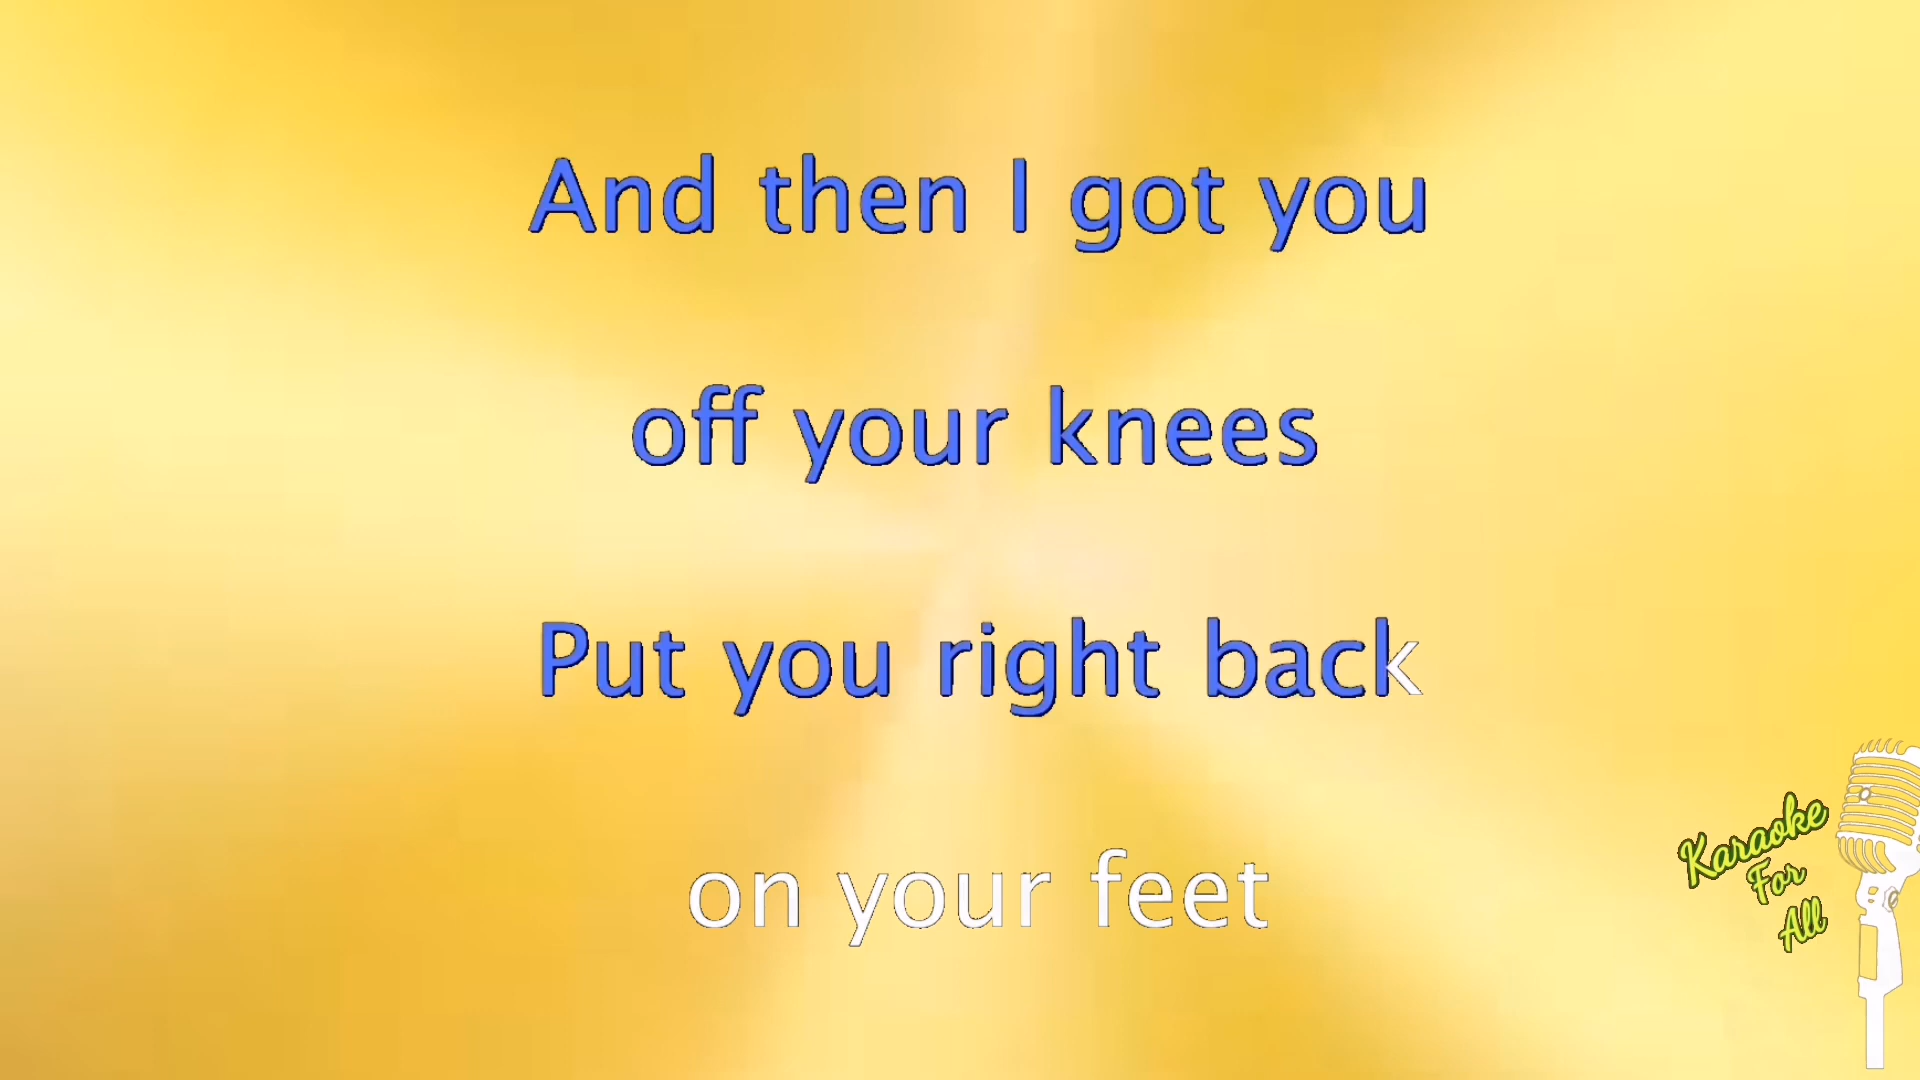 And then I got you
off your knees
Put you right back
on your feet
Karaoke
For
All